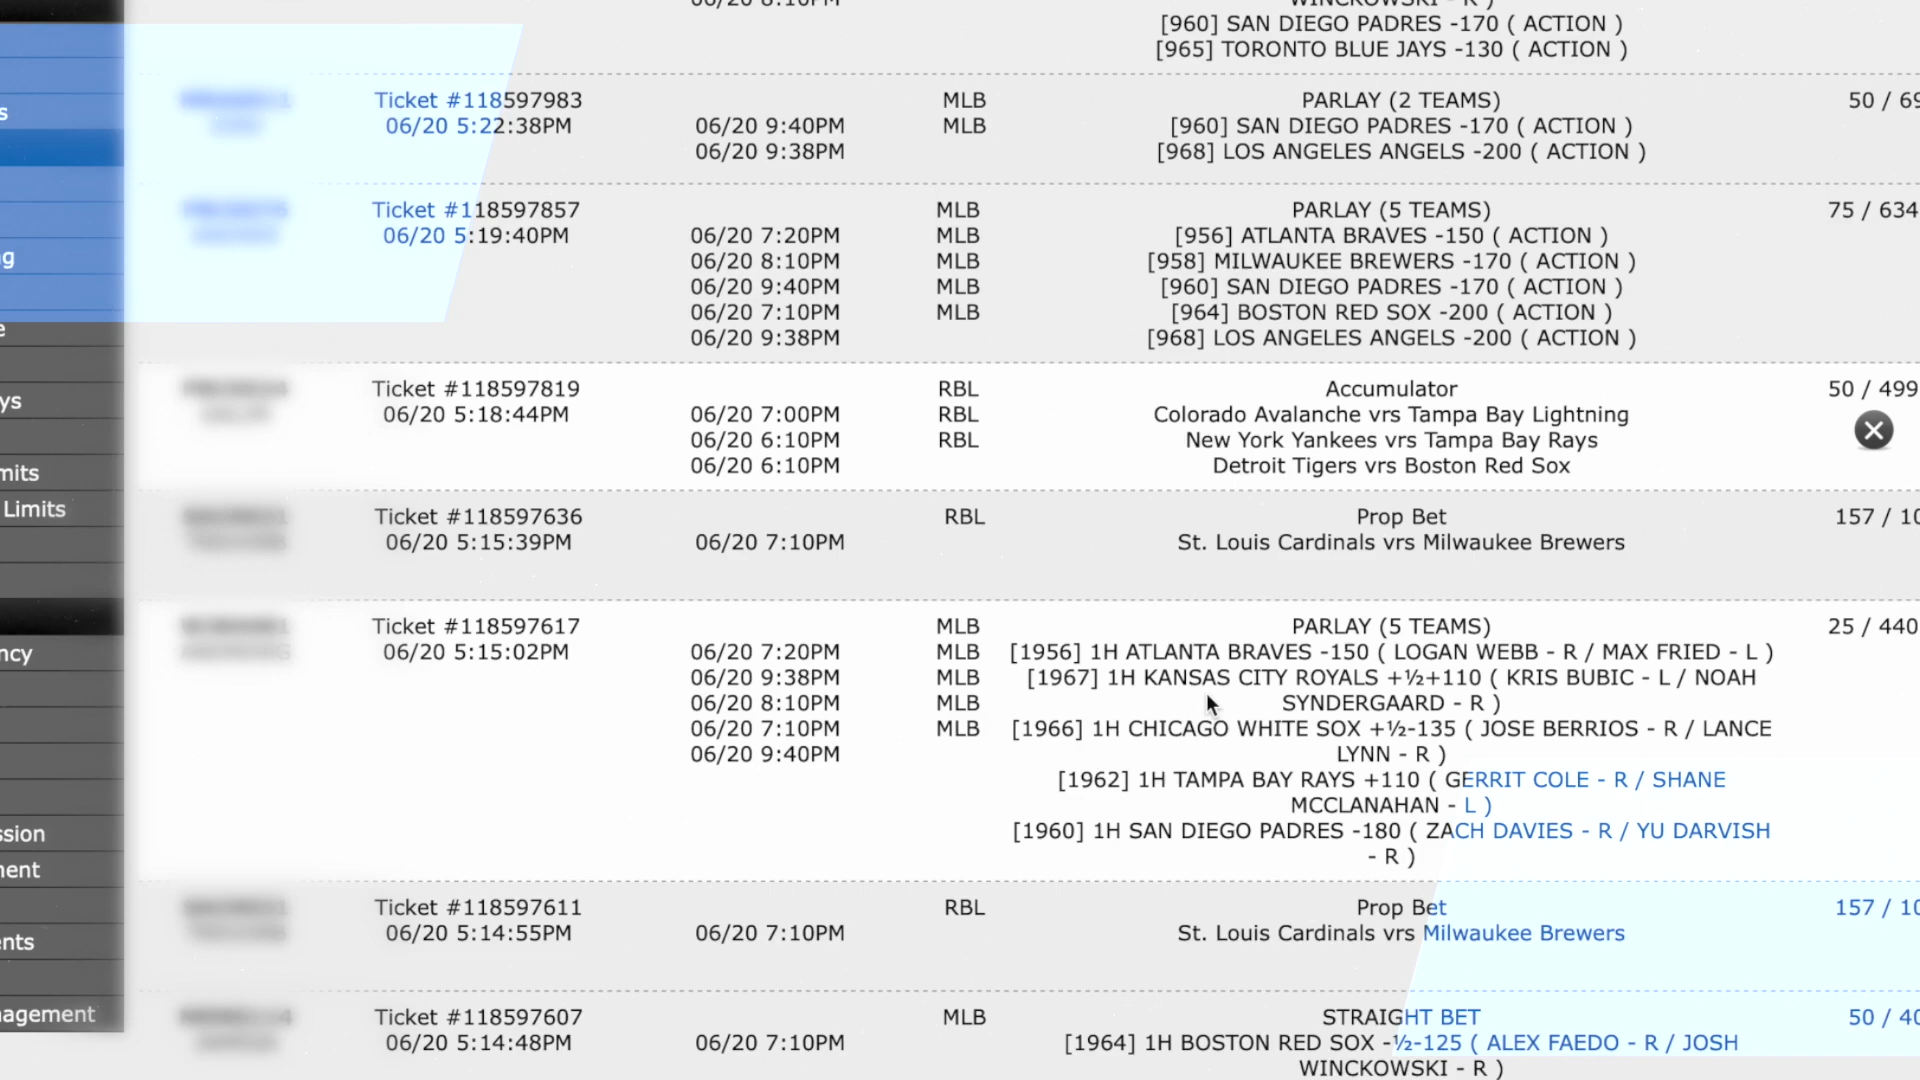 [960] SAN DIEGO PADRES -170 ( ACTION )
[965] TORONTO BLUE JAYS -130 ( ACTION )
Ticket #118597983 MLB PARLAY (2 TEAMS) 50 / 69
06/20 5:22:38PM 06/20 9:40PM MLB [960] SAN DIEGO PADRES -170 ( ACTION )
06/20 9:38PM [968] LOS ANGELES ANGELS -200 ( ACTION )
Ticket #118597857 MLB PARLAY (5 TEAMS) 75 / 634
06/20 5:19:40PM 06/20 7:20PM MLB [956] ATLANTA BRAVES -150 ( ACTION )
06/20 8:10PM MLB [958] MILWAUKEE BREWERS -170 ( ACTION )
06/20 9:40PM MLB [960] SAN DIEGO PADRES -170 ( ACTION )
06/20 7:10PM MLB [964] BOSTON RED SOX -200 ( ACTION )
06/20 9:38PM [968] LOS ANGELES ANGELS -200 ( ACTION )
Ticket #118597819 RBL Accumulator 50 / 499
06/20 5:18:44PM 06/20 7:00PM RBL Colorado Avalanche vrs Tampa Bay Lightning
06/20 6:10PM RBL New York Yankees vrs Tampa Bay Rays
06/20 6:10PM Detroit Tigers vrs Boston Red Sox
Limits
Ticket #118597636 RBL Prop Bet 157 / 10
06/20 5:15:39PM 06/20 7:10PM St. Louis Cardinals vrs Milwaukee Brewers
Ticket #118597617 MLB PARLAY (5 TEAMS) 25 / 440
06/20 5:15:02PM 06/20 7:20PM MLB [1956] 1H ATLANTA BRAVES -150 ( LOGAN WEBB - R / MAX FRIED - L )
06/20 9:38PM MLB [1967] 1H KANSAS CITY ROYALS +½+110 ( KRIS BUBIC - L / NOAH
06/20 8:10PM MLB SYNDERGAARD - R )
06/20 7:10PM MLB [1966] 1H CHICAGO WHITE SOX +½-135 ( JOSE BERRIOS - R / LANCE
06/20 9:40PM LYNN - R )
[1962] 1H TAMPA BAY RAYS +110 ( GERRIT COLE - R / SHANE
MCCLANAHAN - L )
[1960] 1H SAN DIEGO PADRES -180 ( ZACH DAVIES - R / YU DARVISH
- R )
Ticket #118597611 RBL Prop Bet 157 / 10
06/20 5:14:55PM 06/20 7:10PM St. Louis Cardinals vrs Milwaukee Brewers
Ticket #118597607 MLB STRAIGHT BET 50 / 40
06/20 5:14:48PM 06/20 7:10PM [1964] 1H BOSTON RED SOX -½-125 ( ALEX FAEDO - R / JOSH
WINCKOWSKI - R )